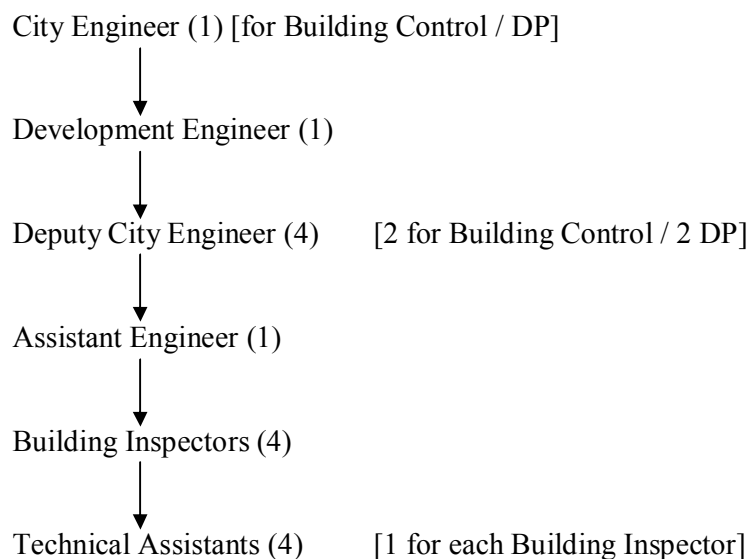 City Engineer (1) [for Building Control / DP]
Development Engineer (1)
Deputy City Engineer (4) [2 for Building Control / 2 DP]
Assistant Engineer (1)
Building Inspectors (4)
Technical Assistants (4) [1 for each Building Inspector]